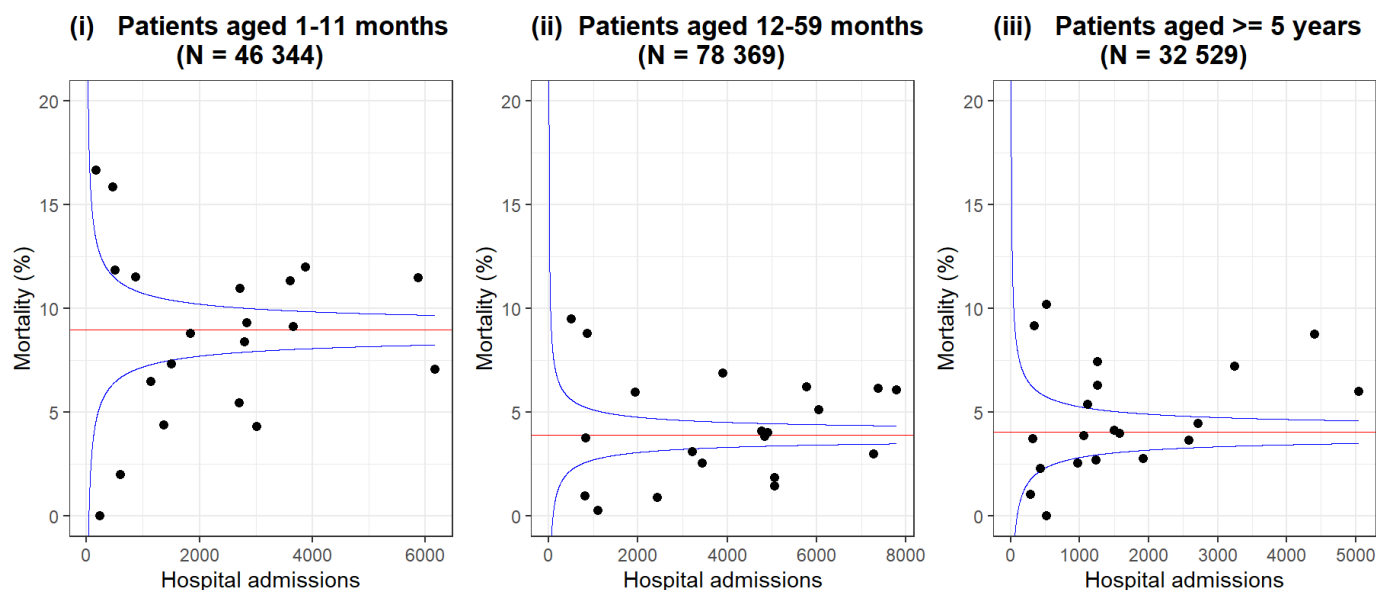 (i) Patients aged 1-11 months
(N = 46 344)
20
15
10
5
0
Mortality (%)
0 2000 4000 6000
Hospital admissions
(ii) Patients aged 12-59 months
(N = 78 369)
20
15
10
5
0
Mortality (%)
0 2000 4000 6000 8000
Hospital admissions
(iii) Patients aged >= 5 years
(N = 32 529)
20
15
10
5
0
Mortality (%)
0 1000 2000 3000 4000 5000
Hospital admissions